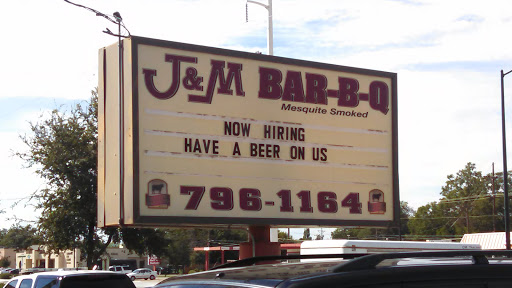 J&M BAR-B-Q
Mesquite Smoked
NOW HIRING
HAVE A BEER ON US
796-1164